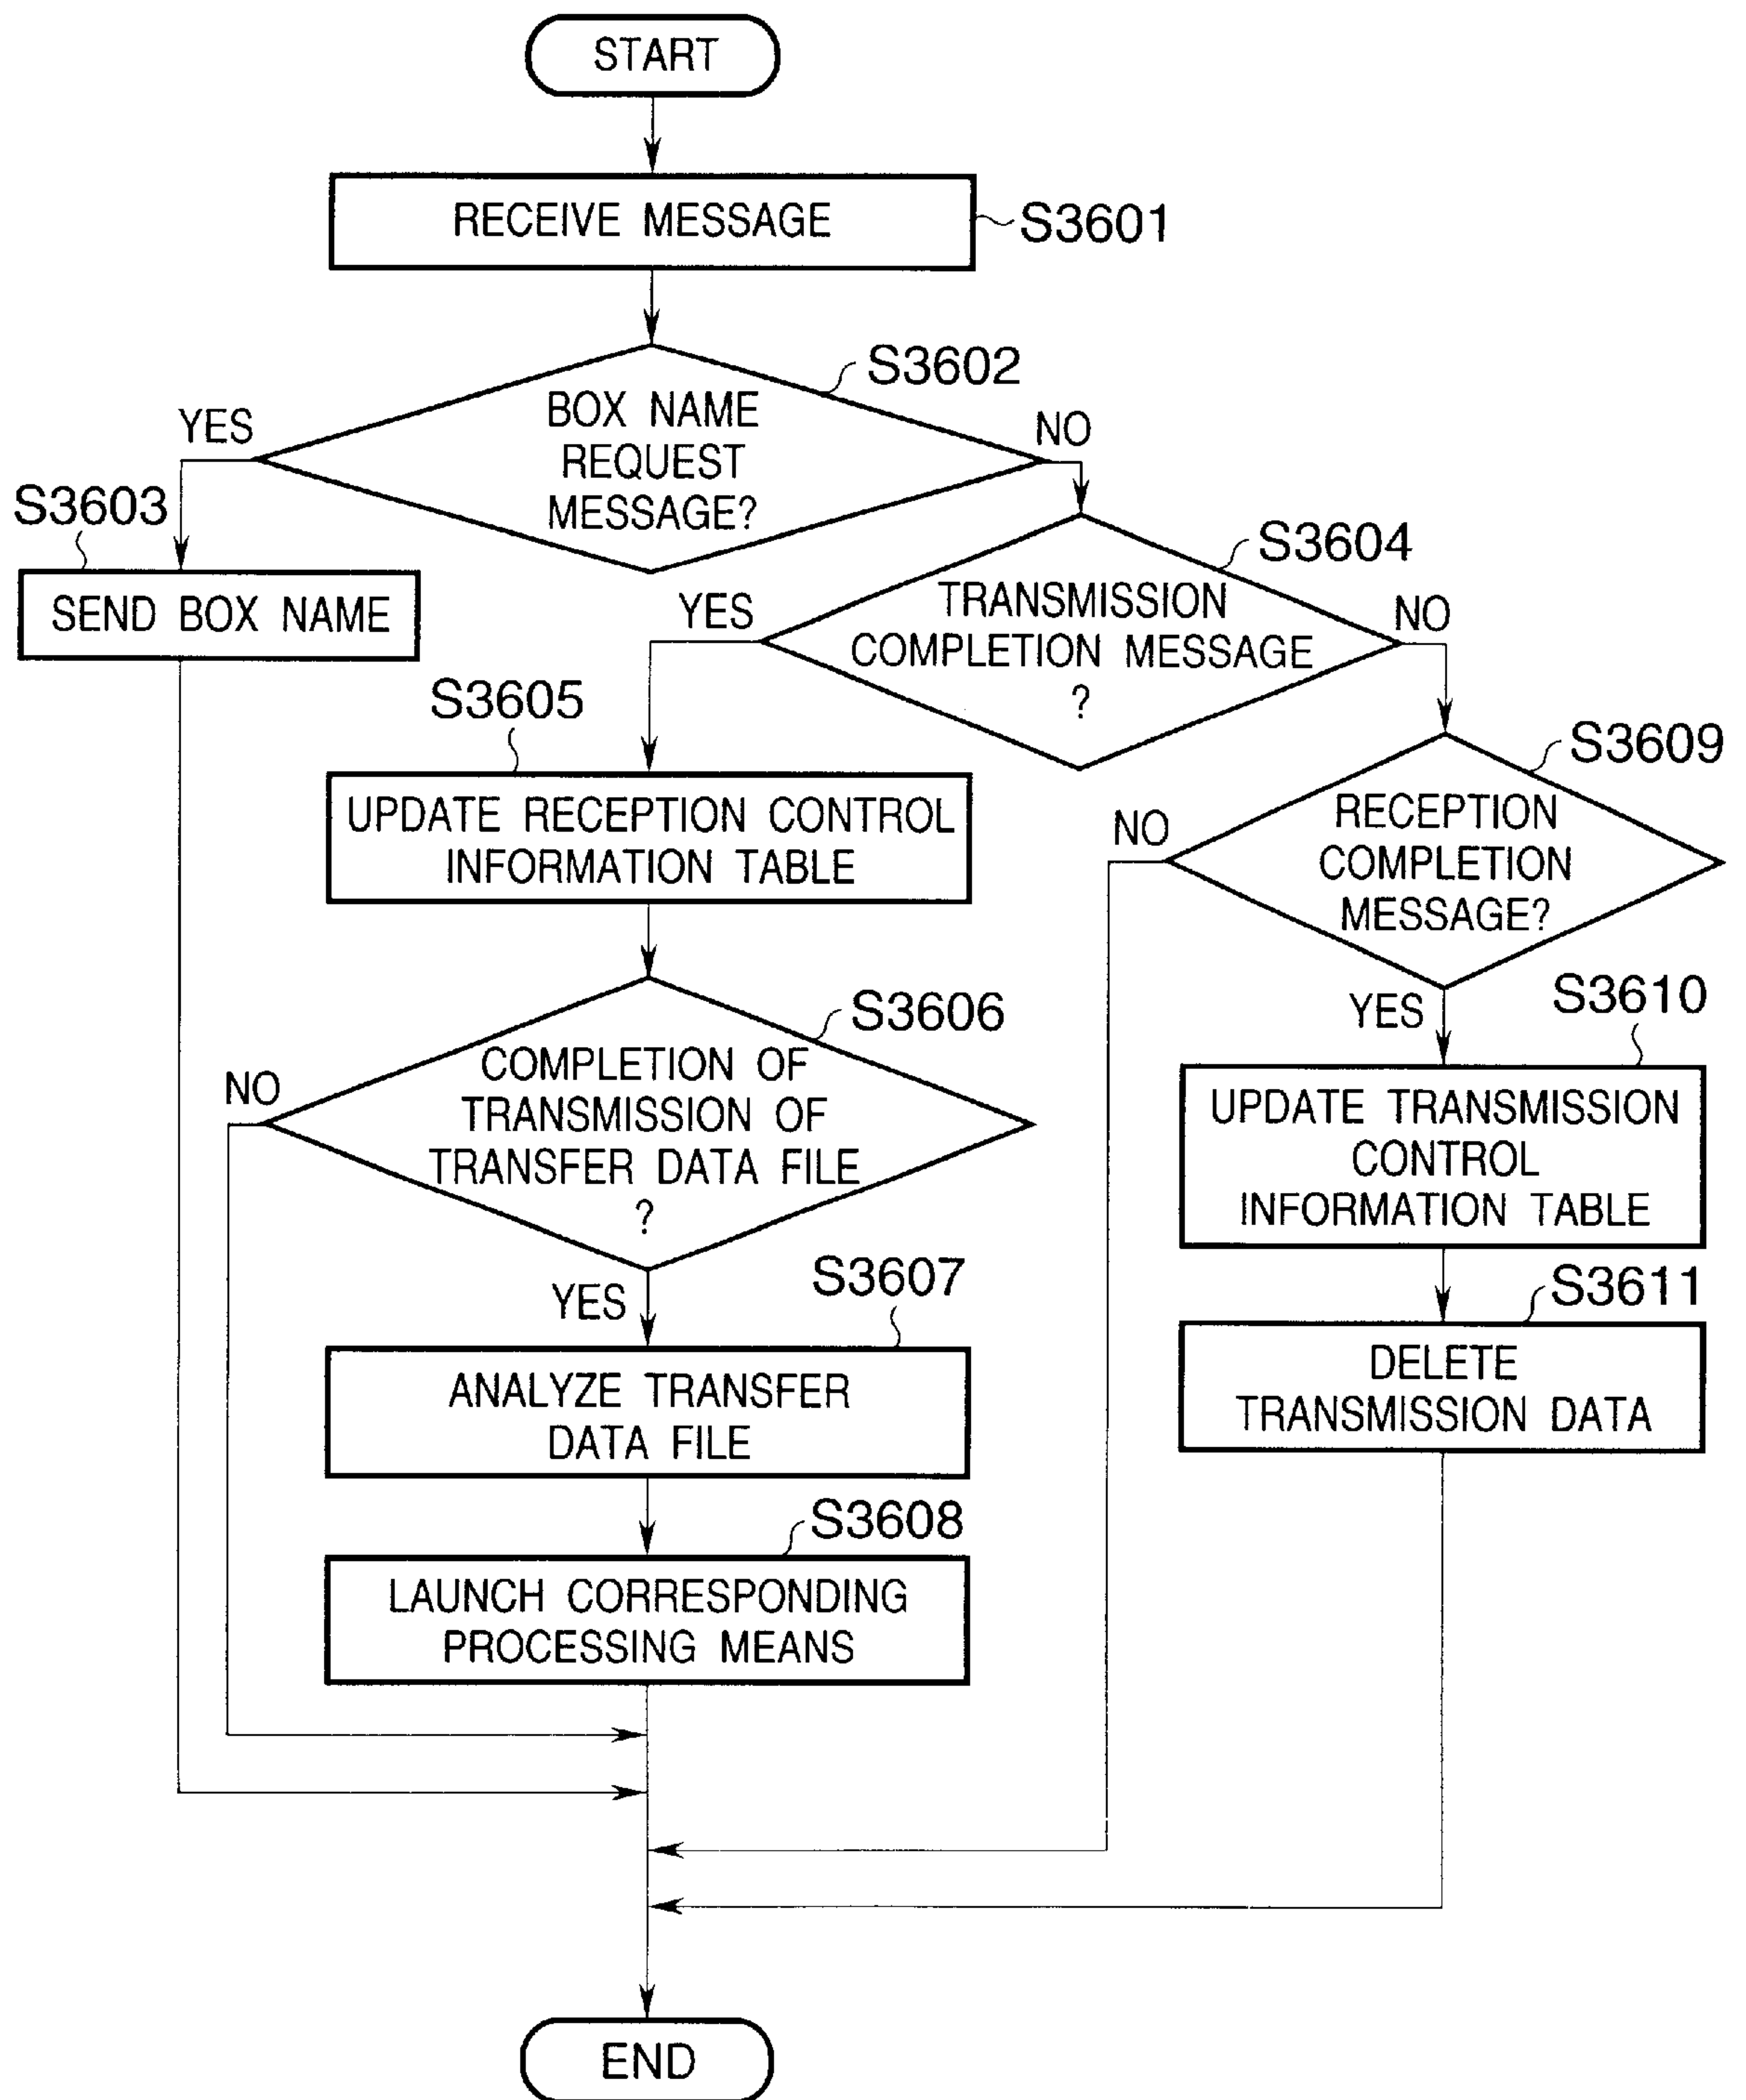 START
RECEIVE MESSAGE
S3601
S3602
BOX NAME
REQUEST
MESSAGE?
YES
NO
S3603
SEND BOX NAME
S3604
TRANSMISSION
COMPLETION MESSAGE
?
YES
NO
S3605
UPDATE RECEPTION CONTROL
INFORMATION TABLE
S3609
RECEPTION
COMPLETION
MESSAGE?
NO
YES
S3606
COMPLETION OF
TRANSMISSION OF
TRANSFER DATA FILE
?
NO
YES
S3610
UPDATE TRANSMISSION
CONTROL
INFORMATION TABLE
S3607
ANALYZE TRANSFER
DATA FILE
S3611
DELETE
TRANSMISSION DATA
S3608
LAUNCH CORRESPONDING
PROCESSING MEANS
END